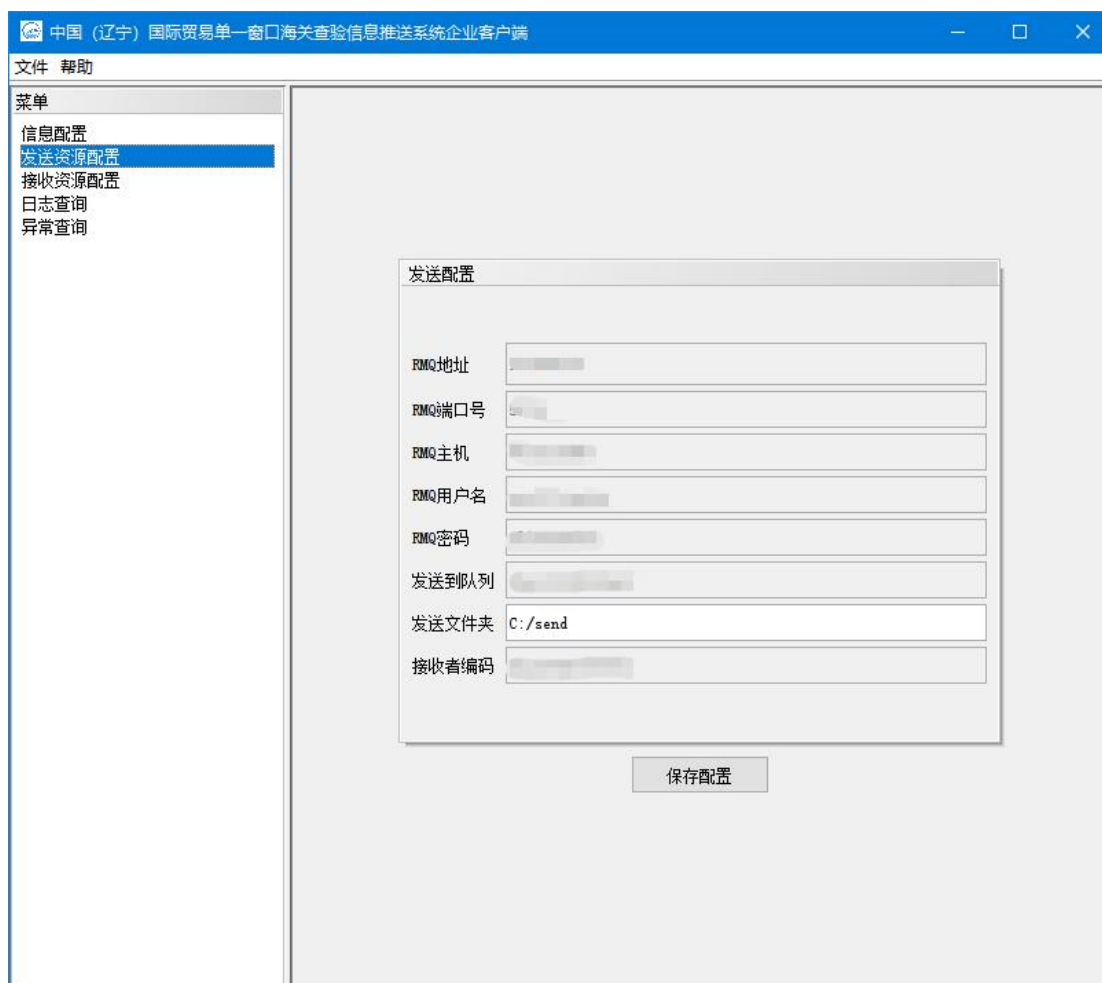 中国（辽宁）国际贸易单一窗口海关查验信息推送系统企业客户端
文件 帮助
菜单
信息配置
发送资源配置
接收资源配置
日志查询
异常查询
发送配置
RMQ地址
RMQ端口号
RMQ主机
RMQ用户名
RMQ密码
发送到队列
发送文件夹 C:/send
接收者编码
保存配置